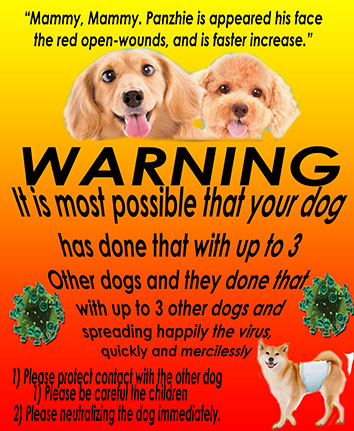 “Mammy, Mammy. Panzhie is appeared his face
the red open-wounds, and is faster increase.”
WARNING
It is most possible that your dog
has done that with up to 3
Other dogs and they done that
with up to 3 other dogs and
spreading happily the virus,
quickly and mercilessly
1) Please protect contact with the other dog
1) Please be careful the children
2) Please neutralizing the dog immediately.